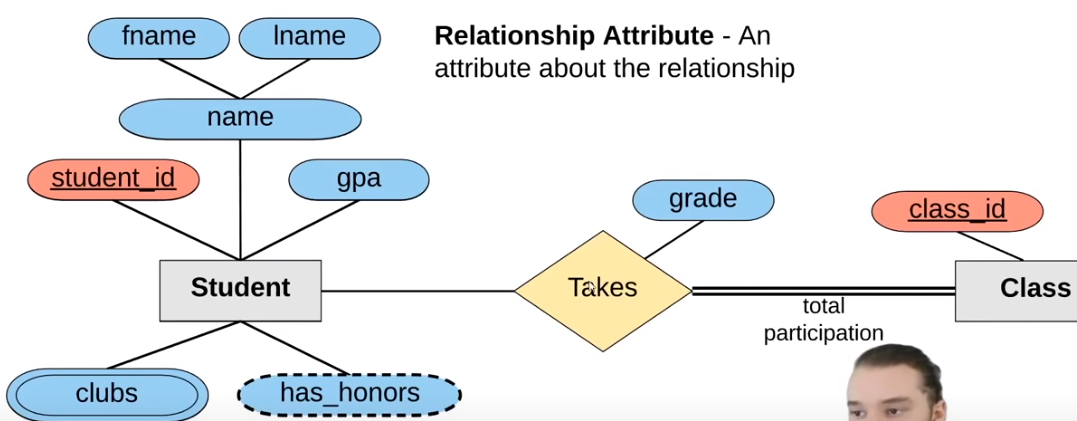 fname
lname
Relationship Attribute - An
attribute about the relationship
name
student_id
gpa
grade
class_id
Student
Takes
Class
total
participation
clubs
has_honors